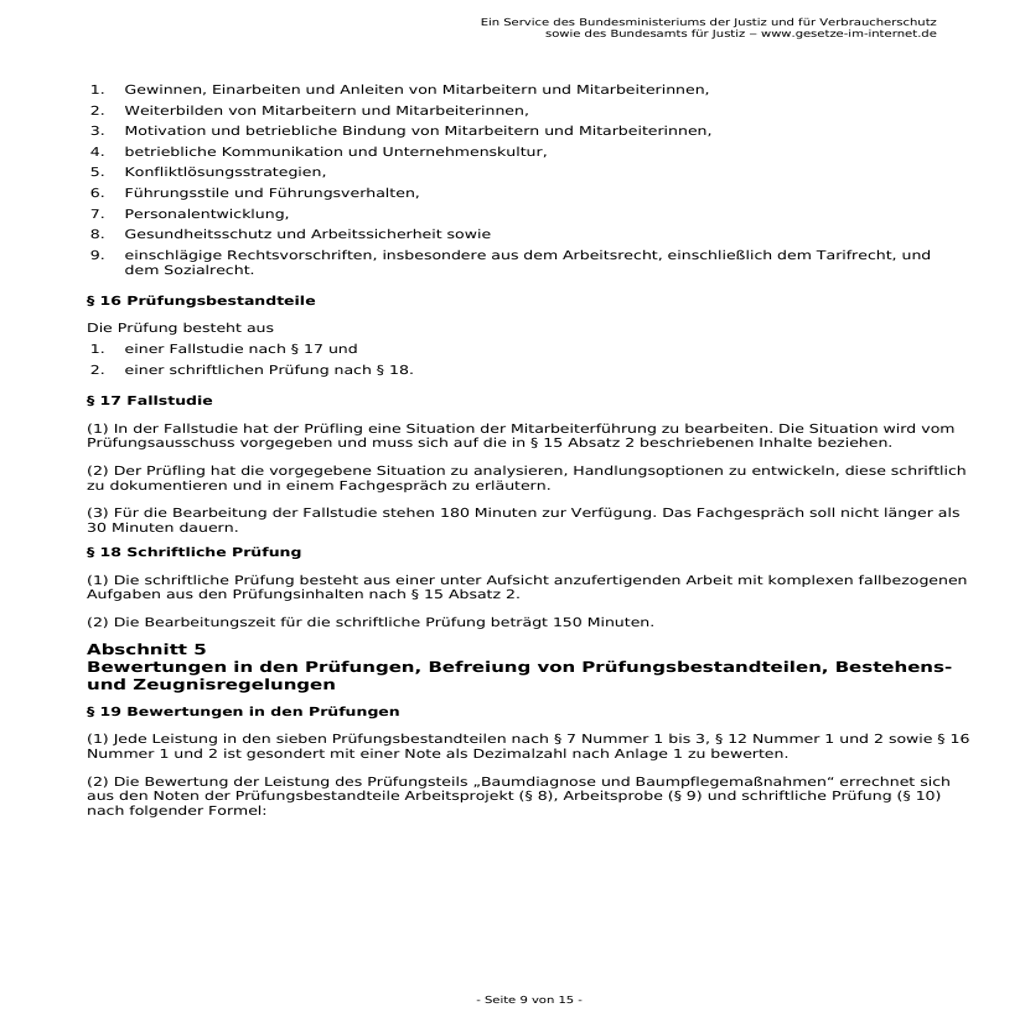 Ein Service des Bundesministeriums der Justiz und für Verbraucherschutz
sowie des Bundesamts für Justiz ‒ www.gesetze-im-internet.de
1. Gewinnen, Einarbeiten und Anleiten von Mitarbeitern und Mitarbeiterinnen,
2. Weiterbilden von Mitarbeitern und Mitarbeiterinnen,
3. Motivation und betriebliche Bindung von Mitarbeitern und Mitarbeiterinnen,
4. betriebliche Kommunikation und Unternehmenskultur,
5. Konfliktlösungsstrategien,
6. Führungsstile und Führungsverhalten,
7. Personalentwicklung,
8. Gesundheitsschutz und Arbeitssicherheit sowie
9. einschlägige Rechtsvorschriften, insbesondere aus dem Arbeitsrecht, einschließlich dem Tarifrecht, und
dem Sozialrecht.
§ 16 Prüfungsbestandteile
Die Prüfung besteht aus
1. einer Fallstudie nach § 17 und
2. einer schriftlichen Prüfung nach § 18.
§ 17 Fallstudie
(1) In der Fallstudie hat der Prüfling eine Situation der Mitarbeiterführung zu bearbeiten. Die Situation wird vom
Prüfungsausschuss vorgegeben und muss sich auf die in § 15 Absatz 2 beschriebenen Inhalte beziehen.
(2) Der Prüfling hat die vorgegebene Situation zu analysieren, Handlungsoptionen zu entwickeln, diese schriftlich
zu dokumentieren und in einem Fachgespräch zu erläutern.
(3) Für die Bearbeitung der Fallstudie stehen 180 Minuten zur Verfügung. Das Fachgespräch soll nicht länger als
30 Minuten dauern.
§ 18 Schriftliche Prüfung
(1) Die schriftliche Prüfung besteht aus einer unter Aufsicht anzufertigenden Arbeit mit komplexen fallbezogenen
Aufgaben aus den Prüfungsinhalten nach § 15 Absatz 2.
(2) Die Bearbeitungszeit für die schriftliche Prüfung beträgt 150 Minuten.
Abschnitt 5
Bewertungen in den Prüfungen, Befreiung von Prüfungsbestandteilen, Bestehens-
und Zeugnisregelungen
§ 19 Bewertungen in den Prüfungen
(1) Jede Leistung in den sieben Prüfungsbestandteilen nach § 7 Nummer 1 bis 3, § 12 Nummer 1 und 2 sowie § 16
Nummer 1 und 2 ist gesondert mit einer Note als Dezimalzahl nach Anlage 1 zu bewerten.
(2) Die Bewertung der Leistung des Prüfungsteils „Baumdiagnose und Baumpflegemaßnahmen“ errechnet sich
aus den Noten der Prüfungsbestandteile Arbeitsprojekt (§ 8), Arbeitsprobe (§ 9) und schriftliche Prüfung (§ 10)
nach folgender Formel:
- Seite 9 von 15 -